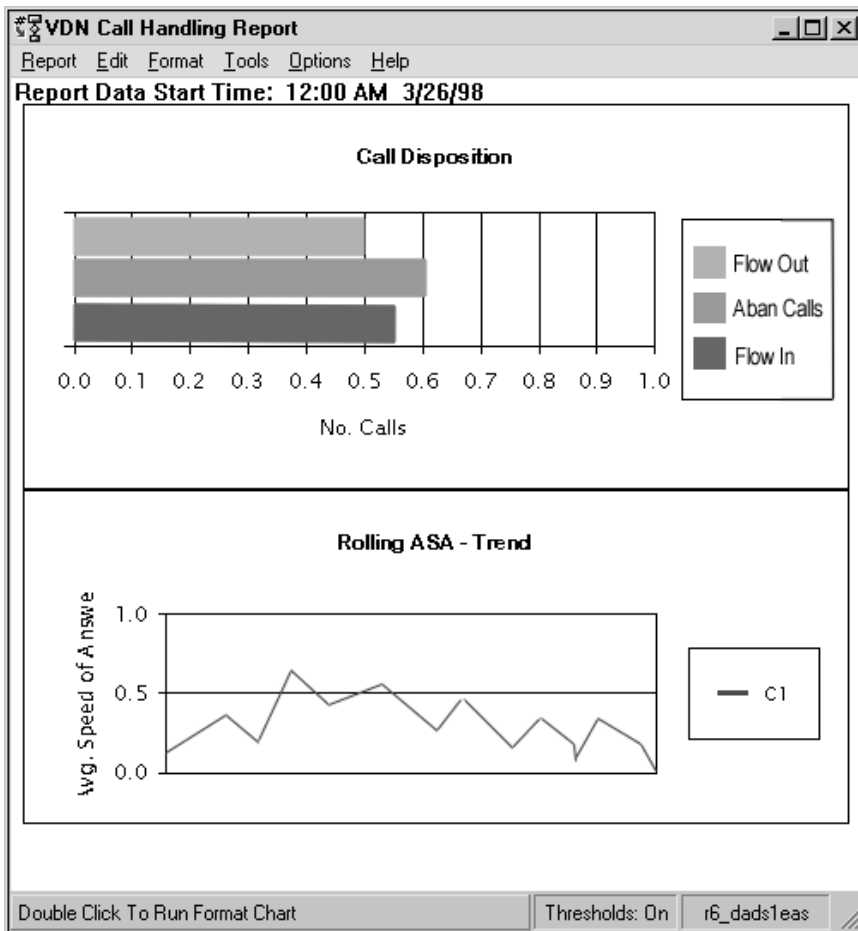 VDN Call Handling Report
Report Edit Format Tools Options Help
Report Data Start Time: 12:00 AM 3/26/98
Call Disposition
Flow Out
Aban Calls
Flow In
0.0 0.1 0.2 0.3 0.4 0.5 0.6 0.7 0.8 0.9 1.0
No. Calls
Rolling ASA - Trend
Avg. Speed of Answe
1.0
0.5
0.0
C1
Double Click To Run Format Chart
Thresholds: On
r6_dads1eas